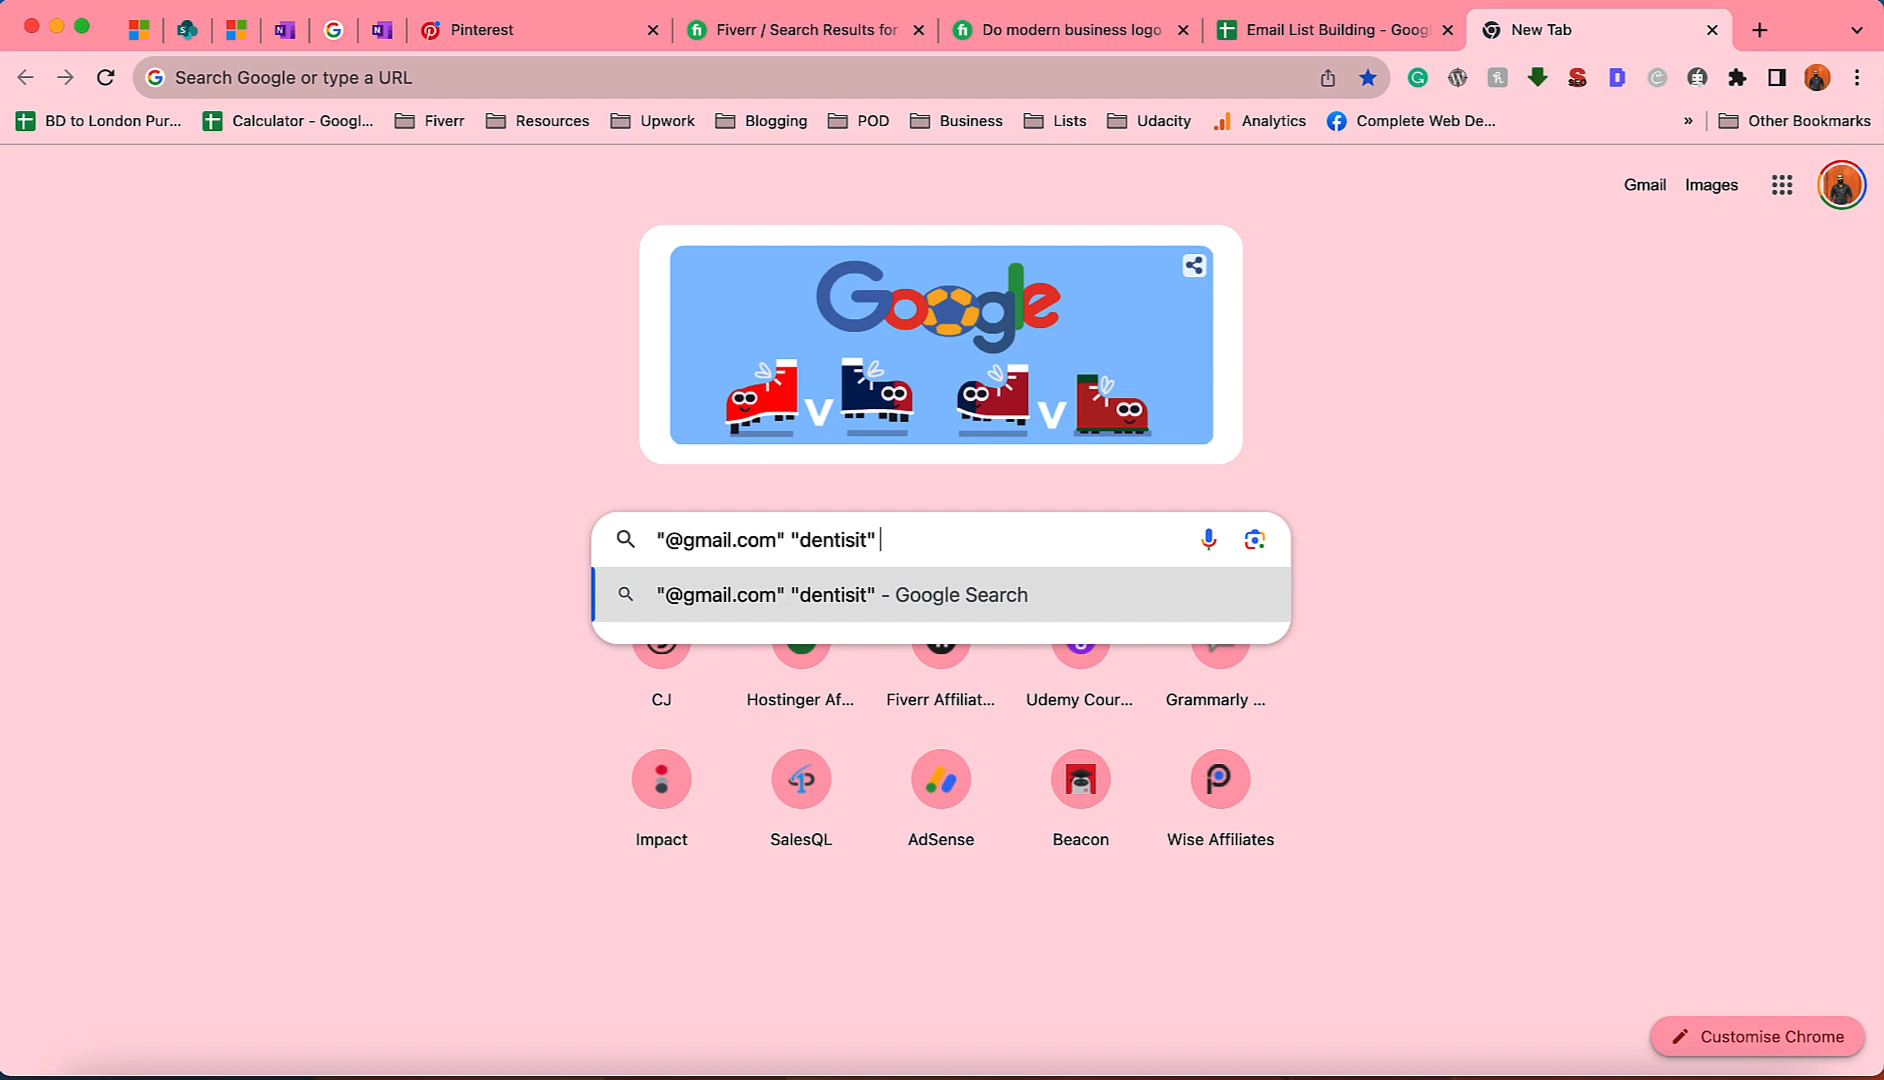 Pinterest
Fiverr / Search Results for
Do modern business logo
Email List Building - Googl
New Tab
Search Google or type a URL
BD to London Pur...
Calculator - Googl...
Fiverr
Resources
Upwork
Blogging
POD
Business
Lists
Udacity
Analytics
Complete Web De...
»
Other Bookmarks
Gmail
Images
Google
V
V
"@gmail.com" "dentisit"
"@gmail.com" "dentisit" - Google Search
CJ
Hostinger Af...
Fiverr Affiliat...
Udemy Cour...
Grammarly ...
Impact
SalesQL
AdSense
Beacon
Wise Affiliates
Customise Chrome